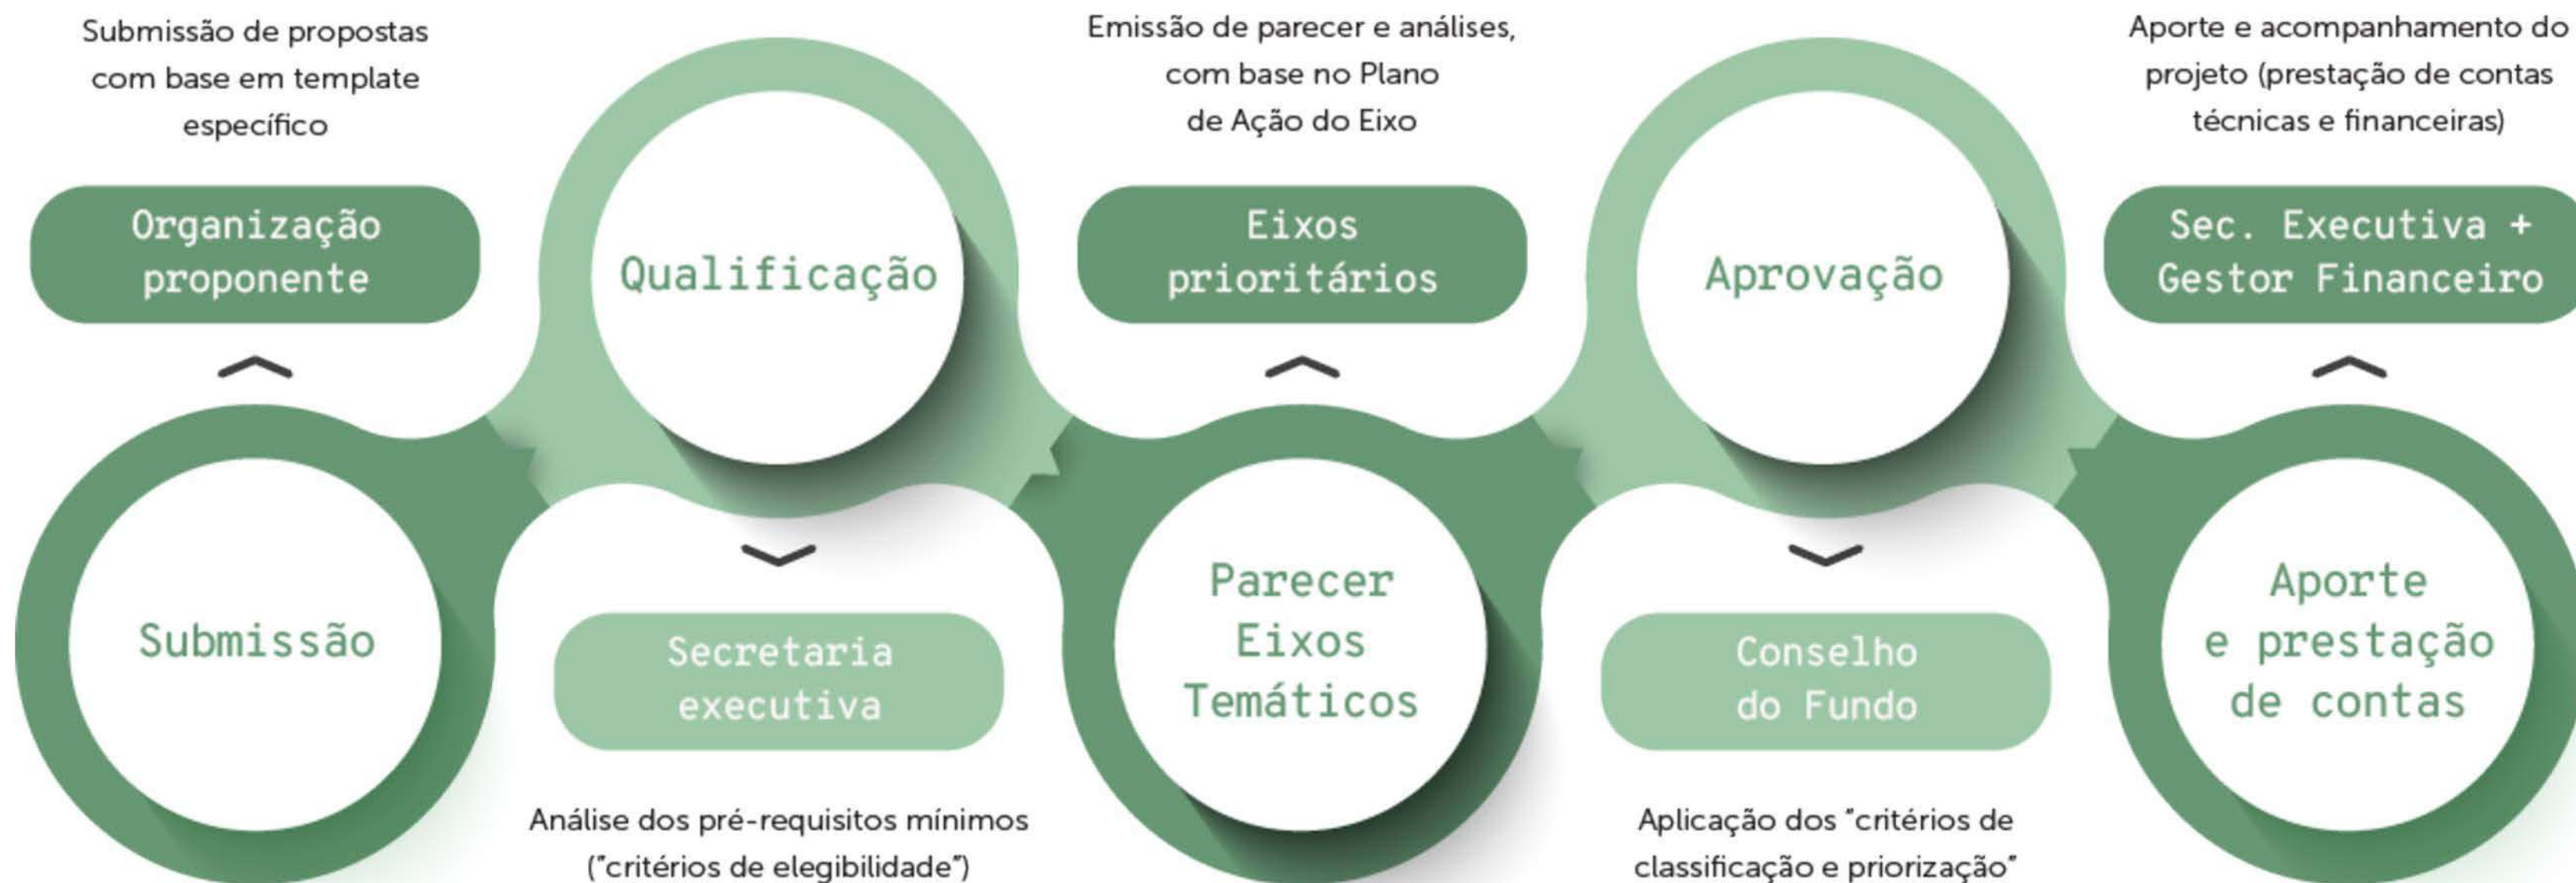 Submissão de propostas
com base em template
específico
Organização
proponente
Submissão
Qualificação
Secretaria
executiva
Análise dos pré-requisitos mínimos
("critérios de elegibilidade")
Emissão de parecer e análises,
com base no Plano
de Ação do Eixo
Eixos
prioritários
Parecer
Eixos
Temáticos
Aprovação
Conselho
do Fundo
Aplicação dos "critérios de
classificação e priorização"
Aporte e acompanhamento do
projeto (prestação de contas
técnicas e financeiras)
Sec. Executiva +
Gestor Financeiro
Aporte
e prestação
de contas